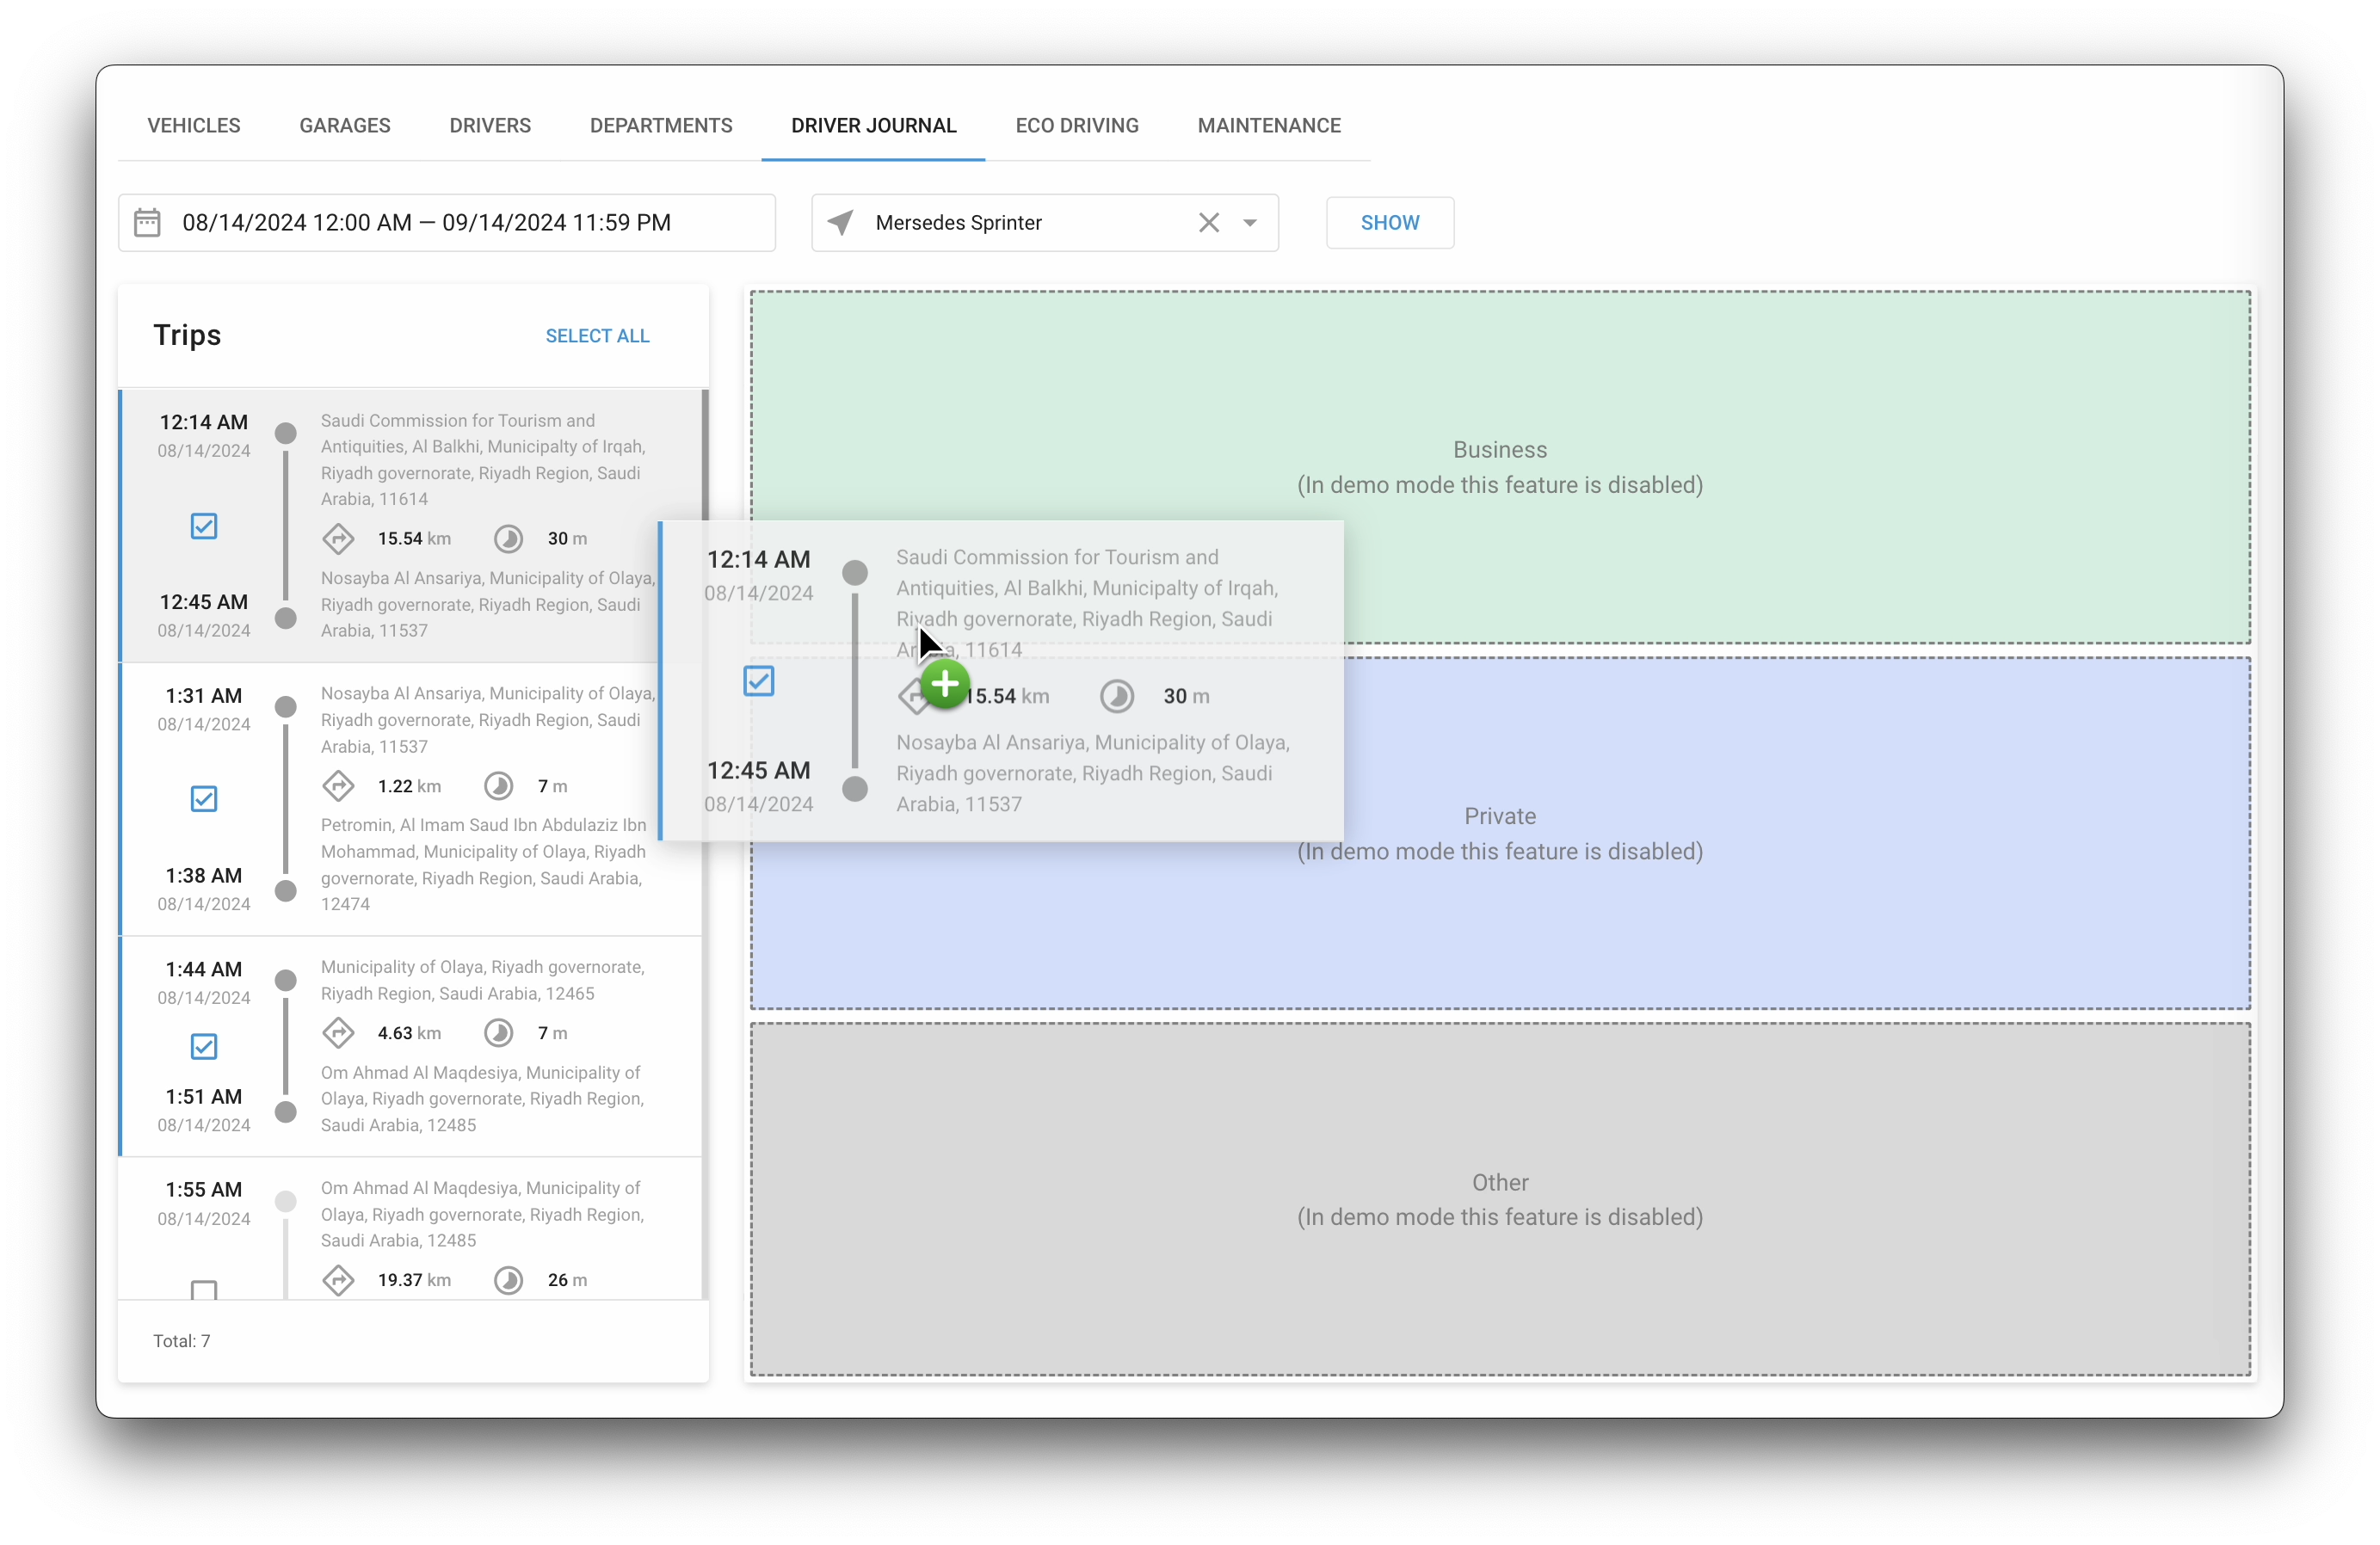 VEHICLES GARAGES DRIVERS DEPARTMENTS DRIVER JOURNAL ECO DRIVING MAINTENANCE
08/14/2024 12:00 AM — 09/14/2024 11:59 PM
Mersedes Sprinter
SHOW
Trips
SELECT ALL
12:14 AM
08/14/2024
Saudi Commission for Tourism and
Antiquities, Al Balkhi, Municipalty of Irqah,
Riyadh governorate, Riyadh Region, Saudi
Arabia, 11614
15.54 km 30 m
12:45 AM
08/14/2024
Nosayba Al Ansariya, Municipality of Olaya,
Riyadh governorate, Riyadh Region, Saudi
Arabia, 11537
1:31 AM
08/14/2024
Nosayba Al Ansariya, Municipality of Olaya,
Riyadh governorate, Riyadh Region, Saudi
Arabia, 11537
1.22 km 7 m
1:38 AM
08/14/2024
Petromin, Al Imam Saud Ibn Abdulaziz Ibn
Mohammad, Municipality of Olaya, Riyadh
governorate, Riyadh Region, Saudi Arabia,
12474
1:44 AM
08/14/2024
Municipality of Olaya, Riyadh governorate,
Riyadh Region, Saudi Arabia, 12465
4.63 km 7 m
1:51 AM
08/14/2024
Om Ahmad Al Maqdesiya, Municipality of
Olaya, Riyadh governorate, Riyadh Region,
Saudi Arabia, 12485
1:55 AM
08/14/2024
Om Ahmad Al Maqdesiya, Municipality of
Olaya, Riyadh governorate, Riyadh Region,
Saudi Arabia, 12485
19.37 km 26 m
Total: 7
12:14 AM
08/14/2024
Saudi Commission for Tourism and
Antiquities, Al Balkhi, Municipalty of Irqah,
Riyadh governorate, Riyadh Region, Saudi
Arabia, 11614
15.54 km 30 m
12:45 AM
08/14/2024
Nosayba Al Ansariya, Municipality of Olaya,
Riyadh governorate, Riyadh Region, Saudi
Arabia, 11537
Business
(In demo mode this feature is disabled)
Private
(In demo mode this feature is disabled)
Other
(In demo mode this feature is disabled)